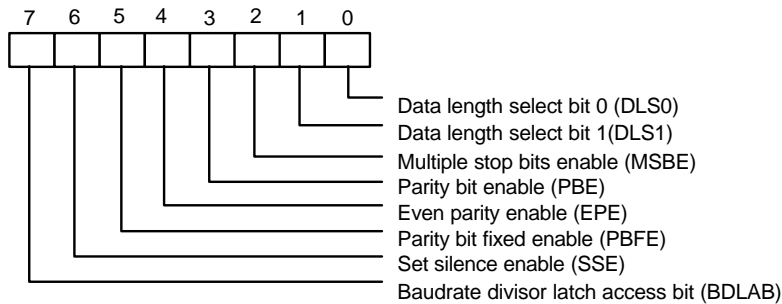 7 6 5 4 3 2 1 0
Data length select bit 0 (DLS0)
Data length select bit 1(DLS1)
Multiple stop bits enable (MSBE)
Parity bit enable (PBE)
Even parity enable (EPE)
Parity bit fixed enable (PBFE)
Set silence enable (SSE)
Baudrate divisor latch access bit (BDLAB)